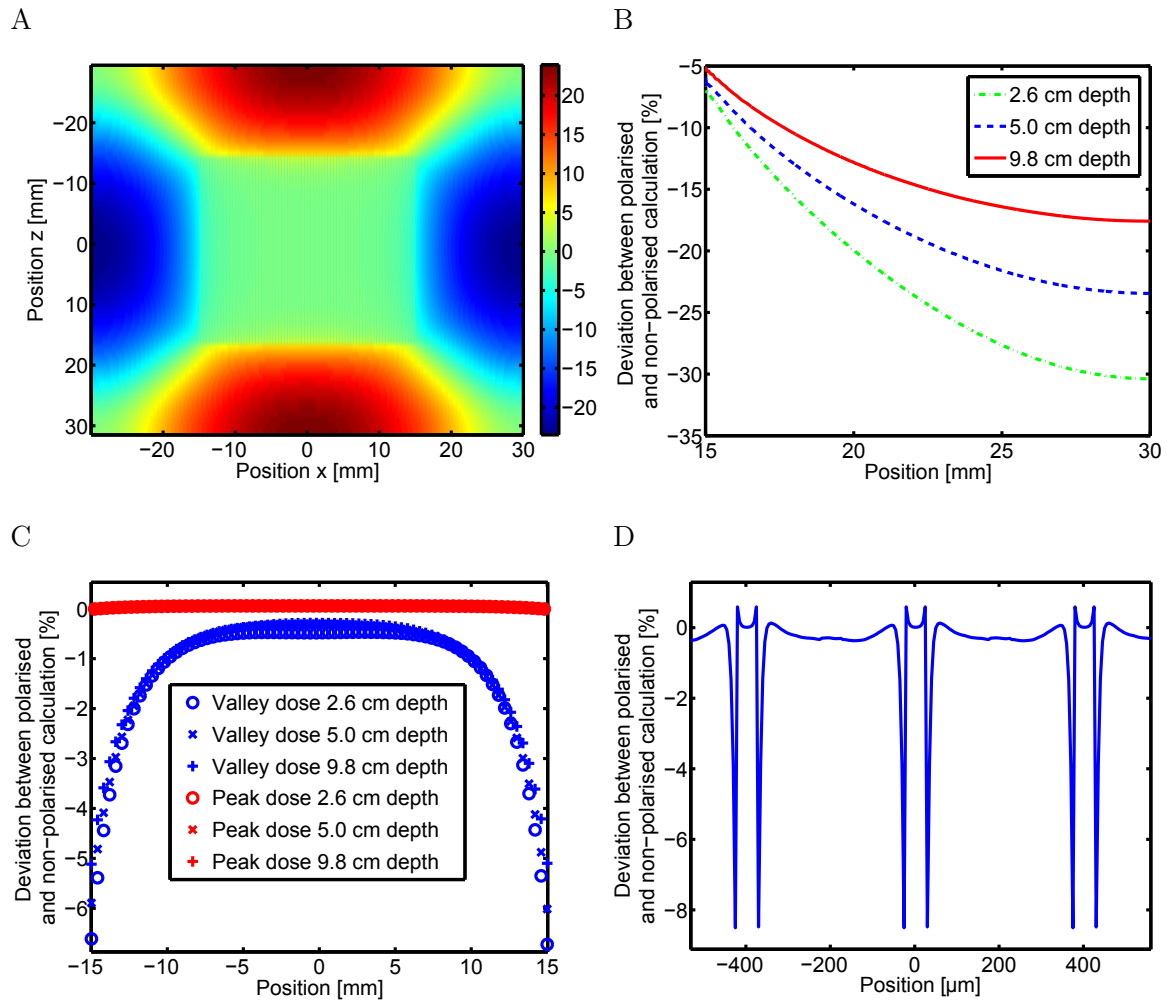 A
−20
−10
0
10
20
30
Position z [mm]
−20 −10 0 10 20 30
Position x [mm]
20
15
10
5
0
−5
−10
−15
−20
B
−5
−10
−15
−20
−25
−30
−35
Deviation between polarised
and non−polarised calculation [%]
2.6 cm depth
5.0 cm depth
9.8 cm depth
15 20 25 30
Position [mm]
C
0
−1
−2
−3
−4
−5
−6
Deviation between polarised
and non−polarised calculation [%]
Valley dose 2.6 cm depth
Valley dose 5.0 cm depth
Valley dose 9.8 cm depth
Peak dose 2.6 cm depth
Peak dose 5.0 cm depth
Peak dose 9.8 cm depth
−15 −10 −5 0 5 10 15
Position [mm]
D
0
−2
−4
−6
−8
Deviation between polarised
and non−polarised calculation [%]
−400 −200 0 200 400
Position [µm]